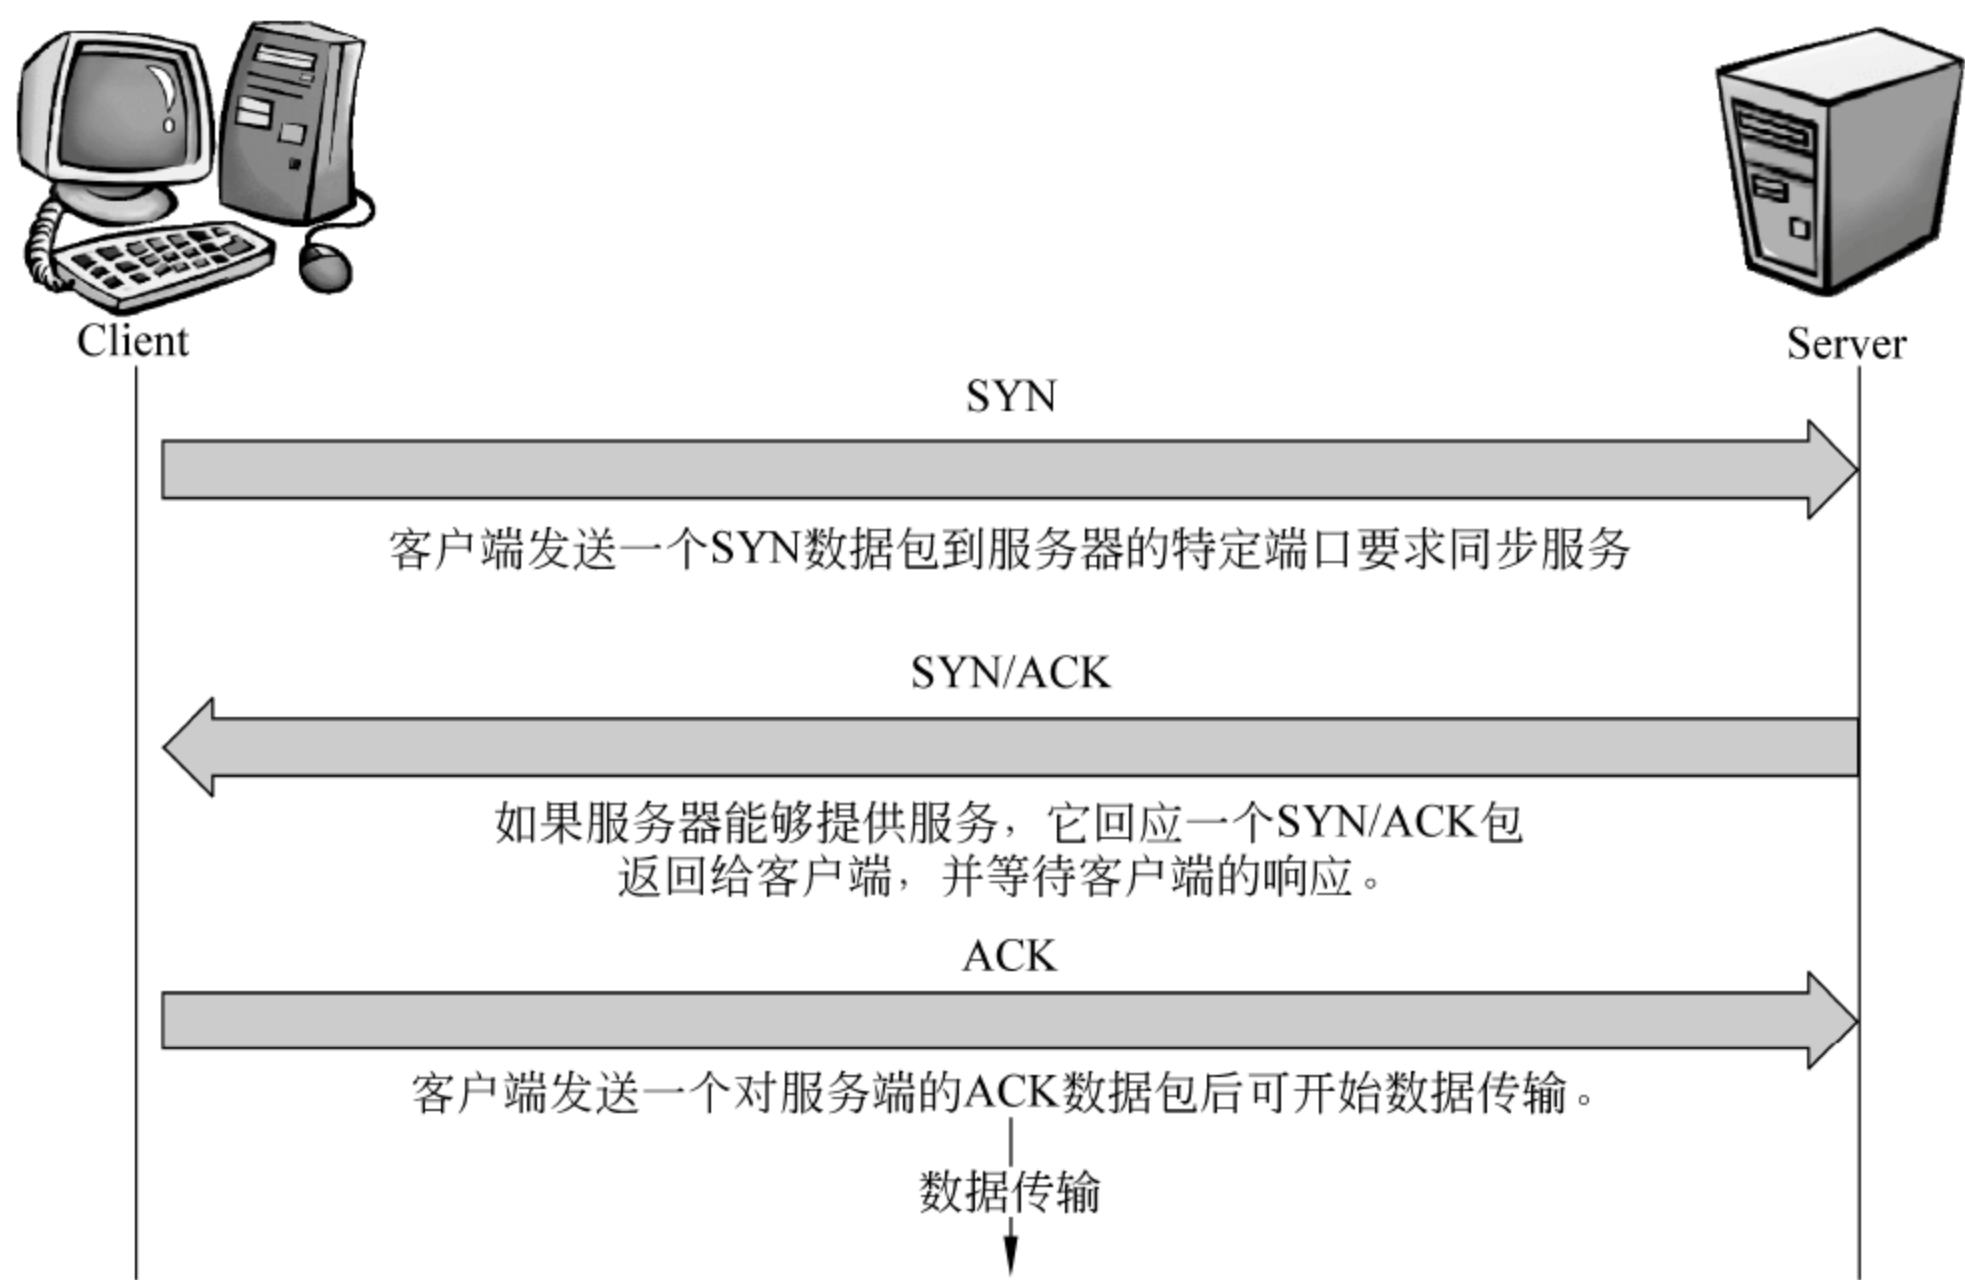 Client
Server
SYN
客户端发送一个SYN数据包到服务器的特定端口要求同步服务
SYN/ACK
如果服务器能够提供服务，它回应一个SYN/ACK包
返回给客户端，并等待客户端的响应。
ACK
客户端发送一个对服务端的ACK数据包后可开始数据传输。
数据传输